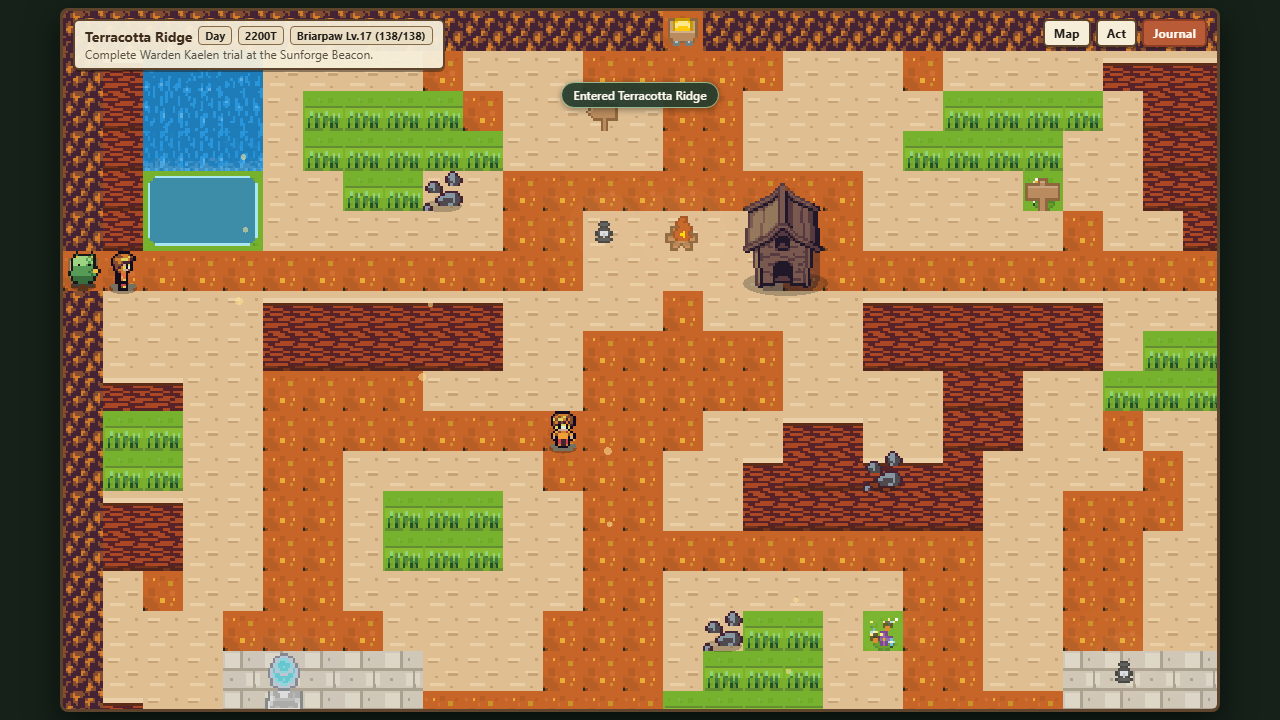 Terracotta Ridge Day 2200T Briarpaw Lv.17 (138/138)
Complete Warden Kaelen trial at the Sunforge Beacon.
Map Act Journal
Entered Terracotta Ridge